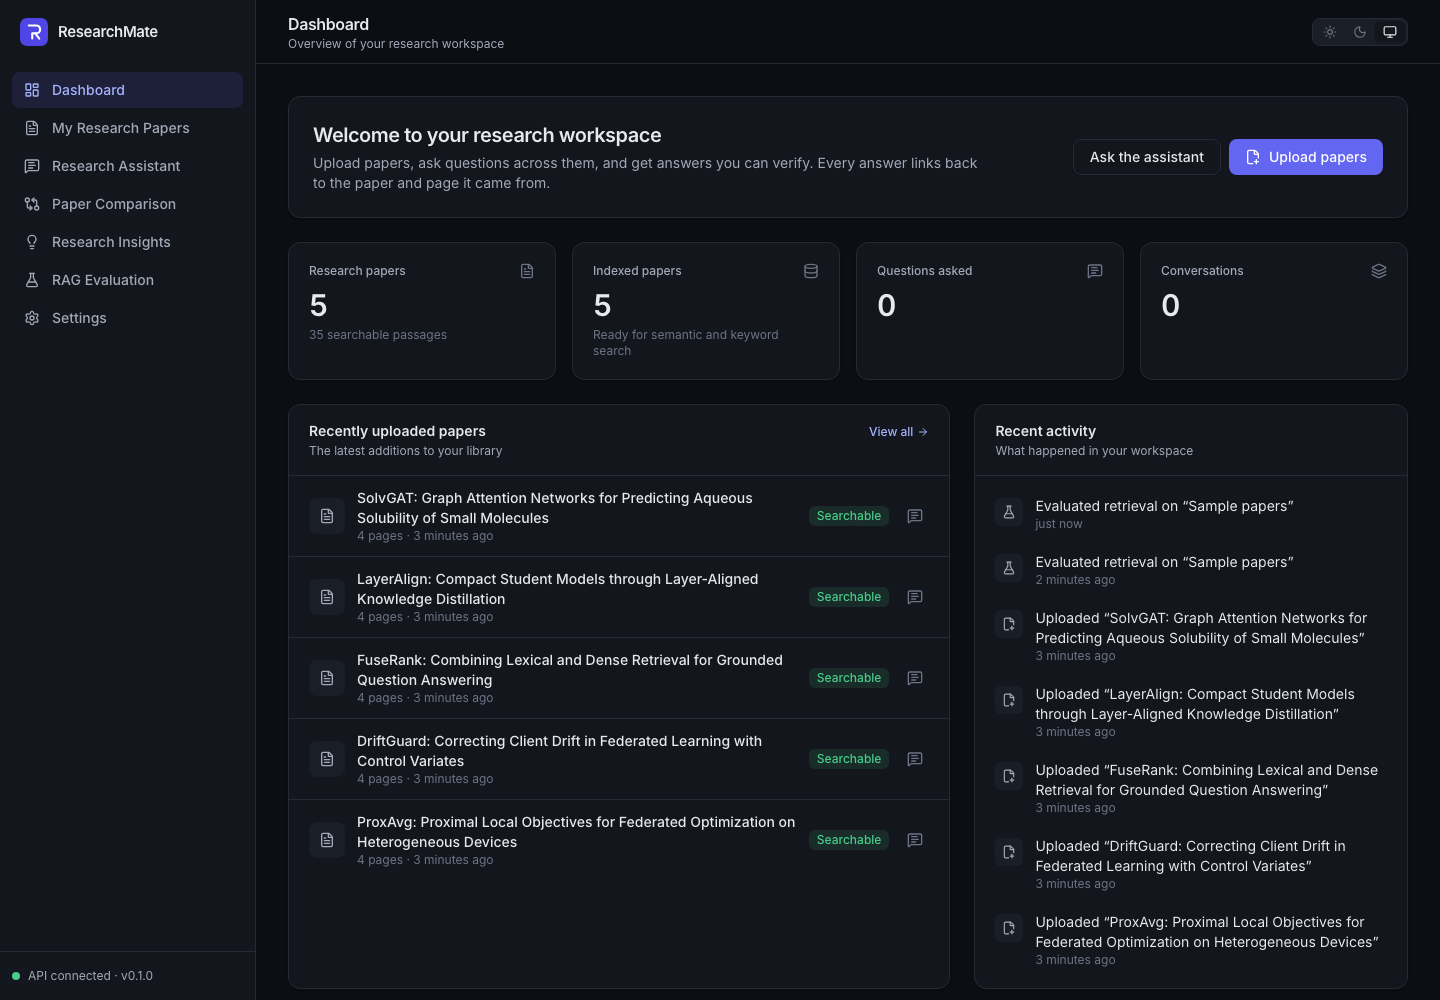 ResearchMate
Dashboard
My Research Papers
Research Assistant
Paper Comparison
Research Insights
RAG Evaluation
Settings
API connected · v0.1.0
Dashboard
Overview of your research workspace
Welcome to your research workspace
Upload papers, ask questions across them, and get answers you can verify. Every answer links back
to the paper and page it came from.
Ask the assistant
Upload papers
Research papers
5
35 searchable passages
Indexed papers
5
Ready for semantic and keyword
search
Questions asked
0
Conversations
0
Recently uploaded papers
The latest additions to your library
View all →
SolvGAT: Graph Attention Networks for Predicting Aqueous
Solubility of Small Molecules
4 pages · 3 minutes ago
Searchable
LayerAlign: Compact Student Models through Layer-Aligned
Knowledge Distillation
4 pages · 3 minutes ago
Searchable
FuseRank: Combining Lexical and Dense Retrieval for Grounded
Question Answering
4 pages · 3 minutes ago
Searchable
DriftGuard: Correcting Client Drift in Federated Learning with
Control Variates
4 pages · 3 minutes ago
Searchable
ProxAvg: Proximal Local Objectives for Federated Optimization on
Heterogeneous Devices
4 pages · 3 minutes ago
Searchable
Recent activity
What happened in your workspace
Evaluated retrieval on “Sample papers”
just now
Evaluated retrieval on “Sample papers”
2 minutes ago
Uploaded “SolvGAT: Graph Attention Networks for
Predicting Aqueous Solubility of Small Molecules”
3 minutes ago
Uploaded “LayerAlign: Compact Student Models
through Layer-Aligned Knowledge Distillation”
3 minutes ago
Uploaded “FuseRank: Combining Lexical and Dense
Retrieval for Grounded Question Answering”
3 minutes ago
Uploaded “DriftGuard: Correcting Client Drift in
Federated Learning with Control Variates”
3 minutes ago
Uploaded “ProxAvg: Proximal Local Objectives for
Federated Optimization on Heterogeneous Devices”
3 minutes ago